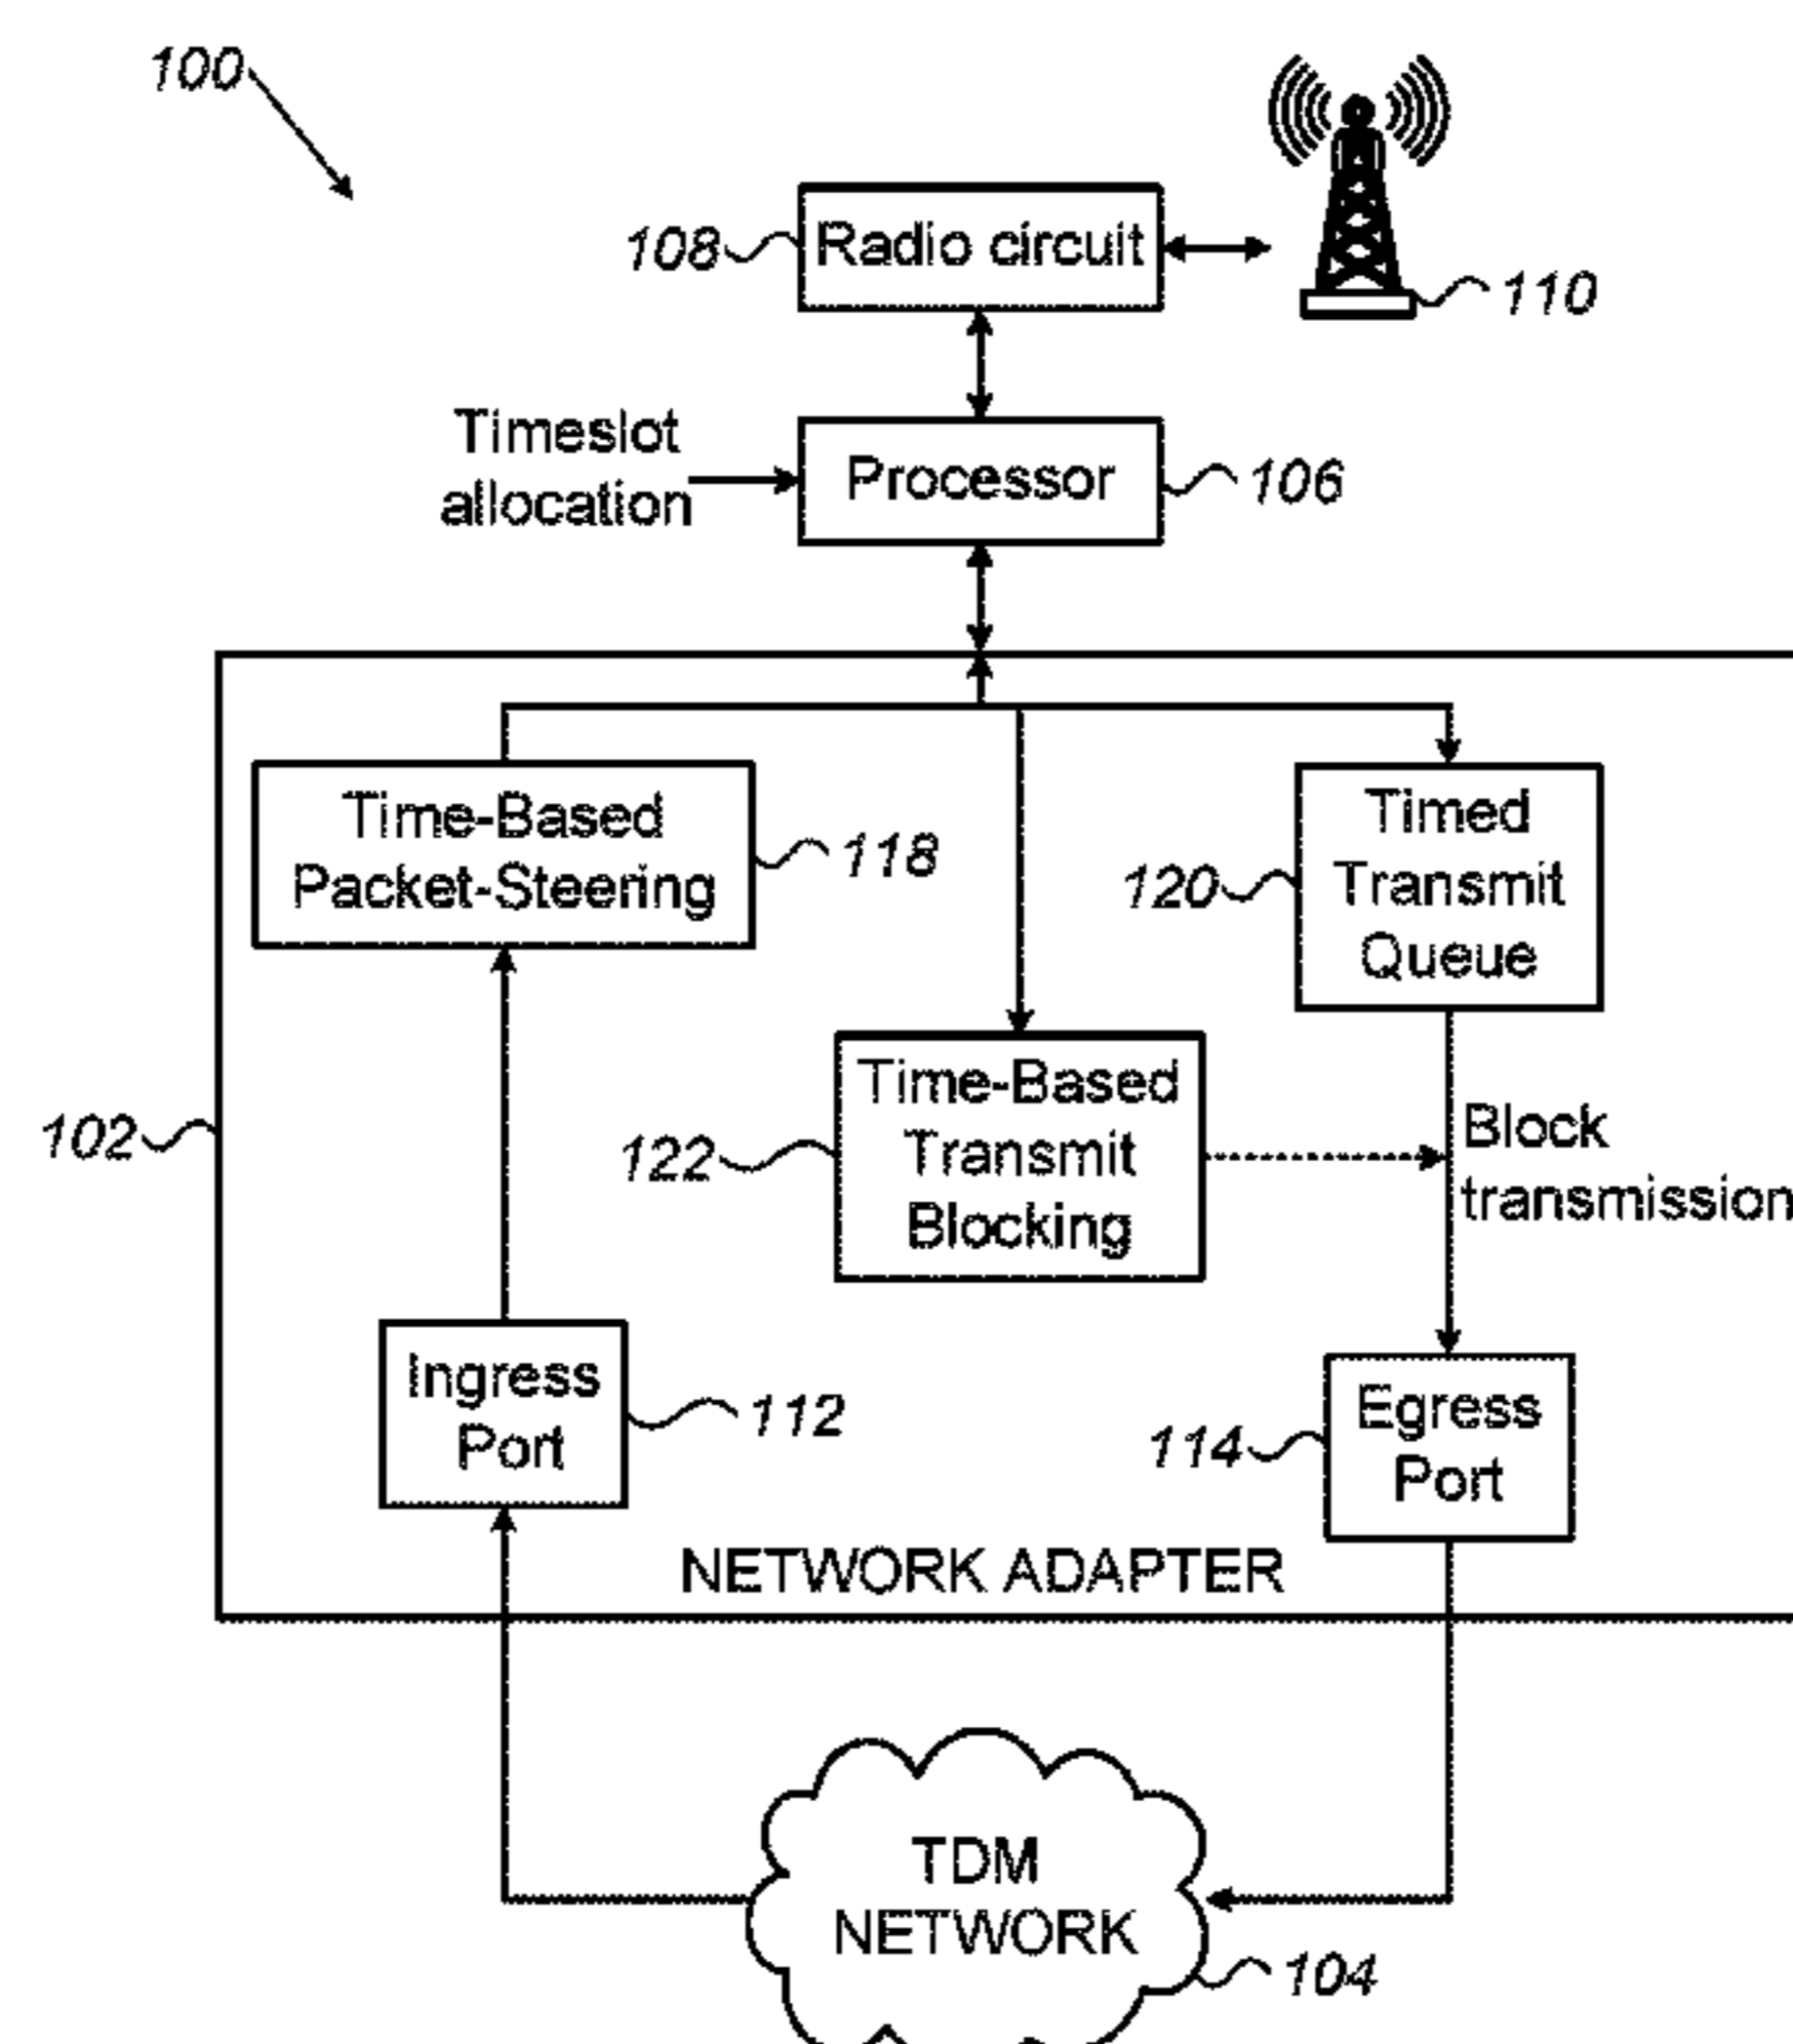 100
108
Radio circuit
110
Timeslot
allocation
Processor
106
Time-Based
Packet-Steering
118
120
Timed
Transmit
Queue
102
122
Time-Based
Transmit
Blocking
Block
transmission
Ingress
Port
112
114
Egress
Port
NETWORK ADAPTER
TDM
NETWORK
104